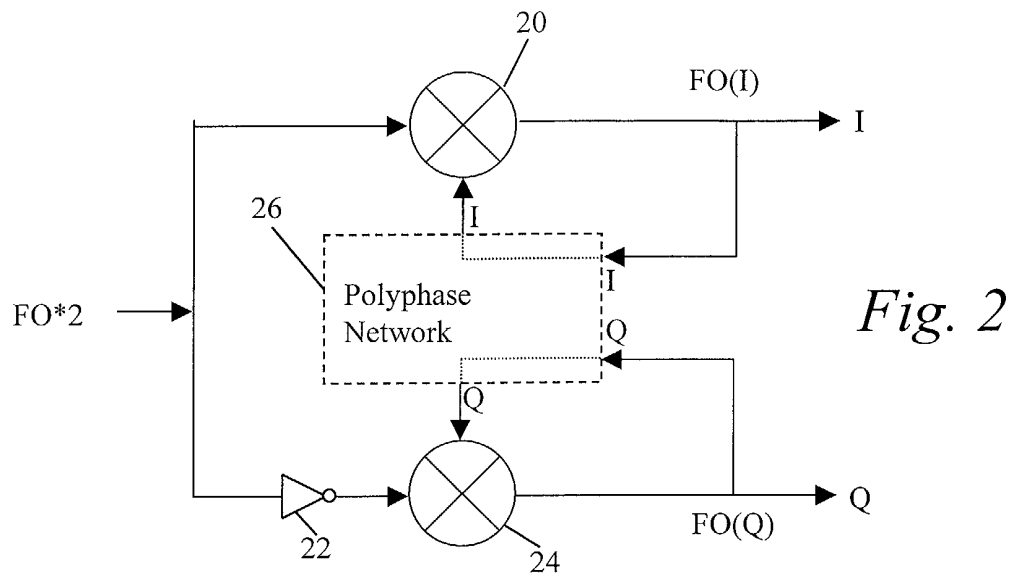 20
FO(I)
I
26
I
I
Polyphase
Network
FO*2
Fig. 2
Q
Q
22
24
FO(Q)
Q